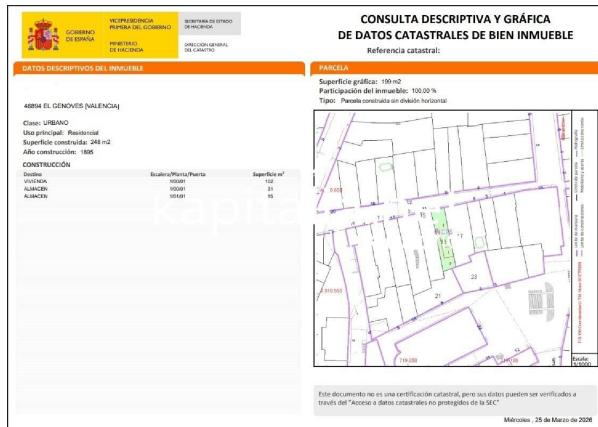 GOBIERNO
DE ESPAÑA
VICEPRESIDENCIA
PRIMERA DEL GOBIERNO
MINISTERIO
DE HACIENDA
SECRETARÍA DE ESTADO
DE HACIENDA
DIRECCIÓN GENERAL
DEL CATASTRO
CONSULTA DESCRIPTIVA Y GRÁFICA
DE DATOS CATASTRALES DE BIEN INMUEBLE
Referencia catastral:
DATOS DESCRIPTIVOS DEL INMUEBLE
46894 EL GENOVES [VALENCIA]
Clase: URBANO
Uso principal: Residencial
Superficie construida: 248 m2
Año construcción: 1895
CONSTRUCCIÓN
Destino Escalera/Planta/Puerta Superficie m²
VIVIENDA 1/00/01
ALMACEN 1/00/01 31
ALMACEN 1/01/01
PARCELA
Superficie gráfica: 199 m2
Participación del inmueble: 100,00 %
Tipo: Parcela construida sin división horizontal
15
17
23
21
719,050
Escala:
1/1000
Este documento no es una certificación catastral, pero sus datos pueden ser verificados a
través del "Acceso a datos catastrales no protegidos de la SEC"
Miércoles , 25 de Marzo de 2026